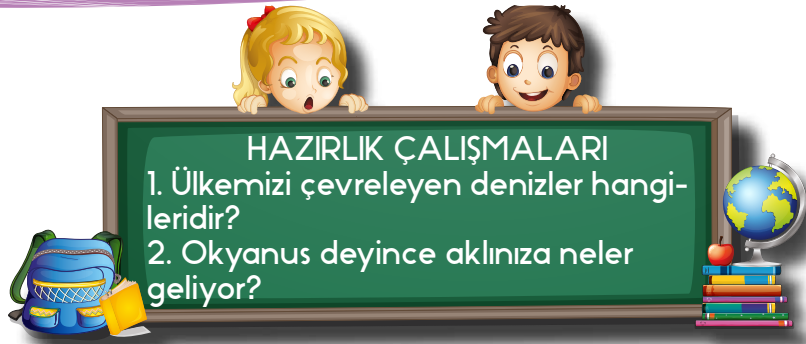 HAZIRLIK ÇALIŞMALARI
1. Ülkemizi çevreleyen denizler hangi-
leridir?
2. Okyanus deyince aklınıza neler
geliyor?